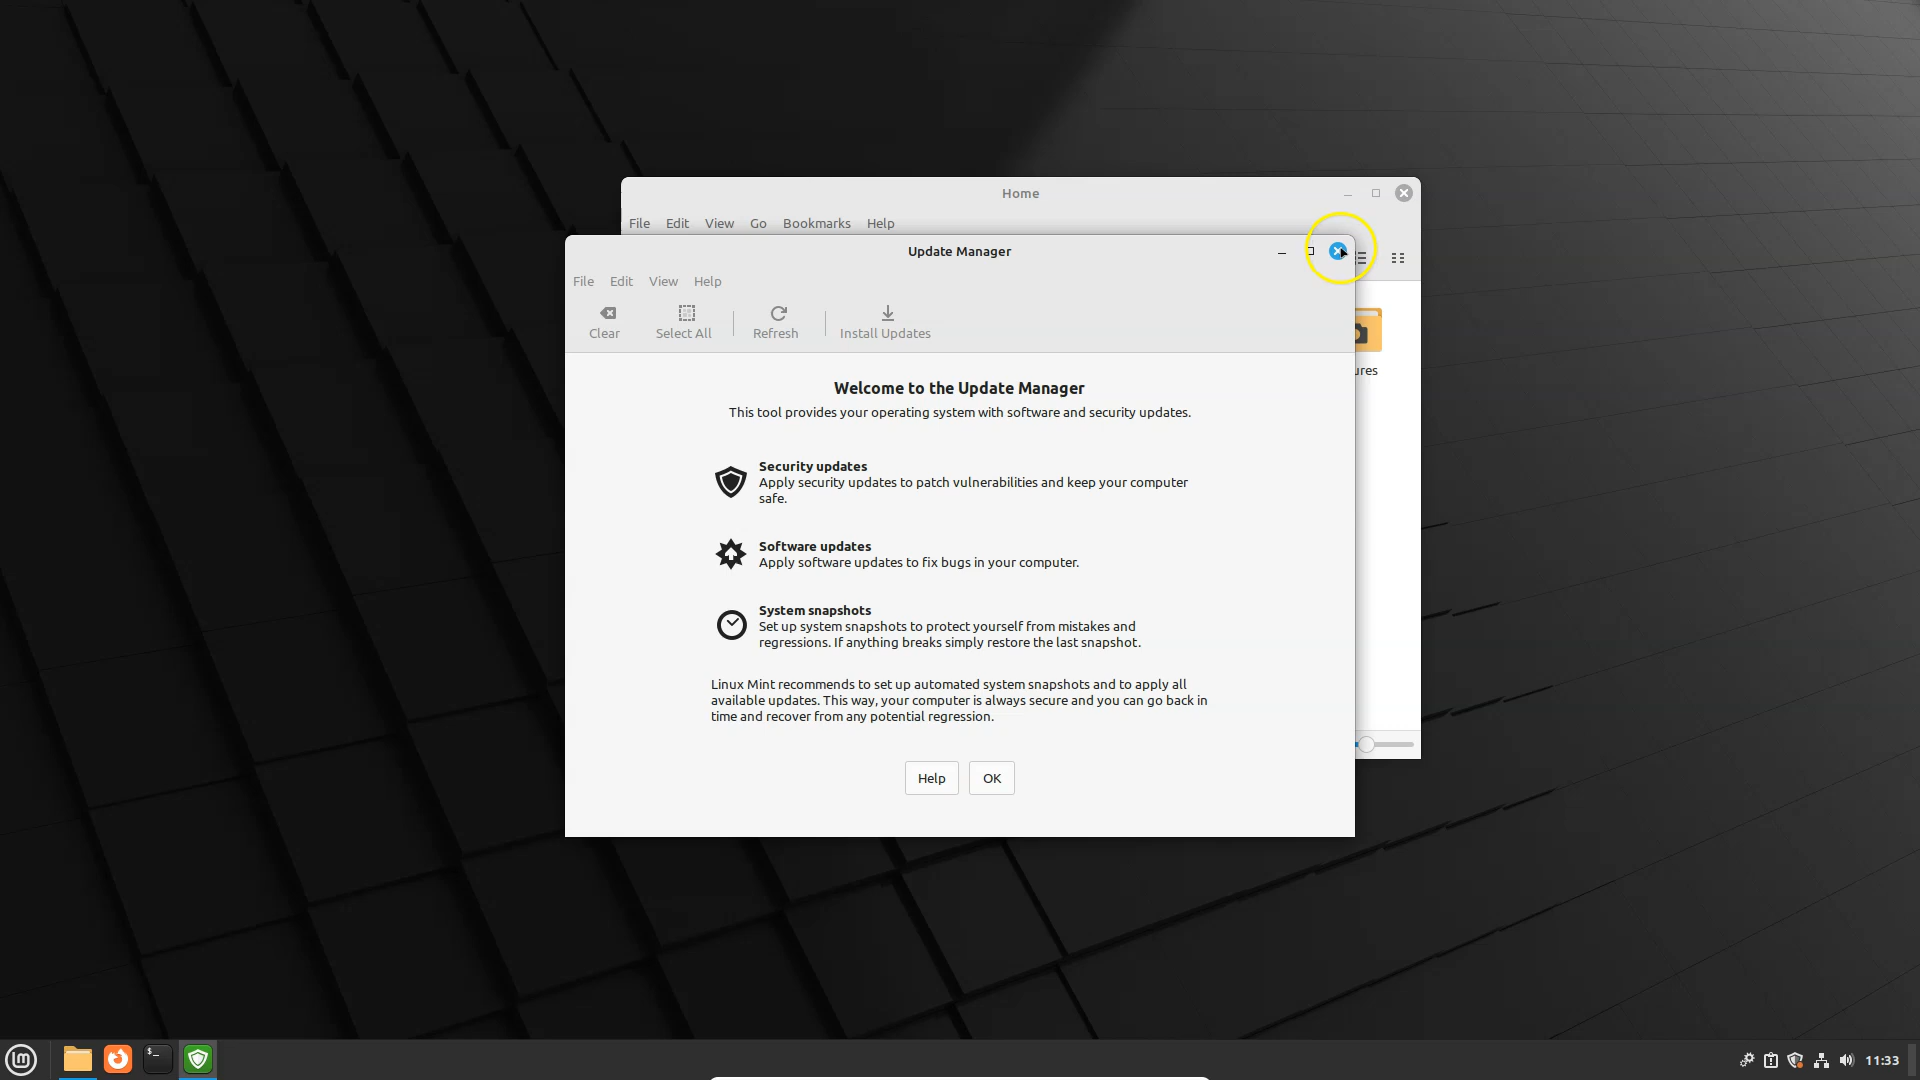 Home
File Edit View Go Bookmarks Help
Update Manager
File Edit View Help
Clear Select All Refresh Install Updates
ures
Welcome to the Update Manager
This tool provides your operating system with software and security updates.
Security updates
Apply security updates to patch vulnerabilities and keep your computer
safe.
Software updates
Apply software updates to fix bugs in your computer.
System snapshots
Set up system snapshots to protect yourself from mistakes and
regressions. If anything breaks simply restore the last snapshot.
Linux Mint recommends to set up automated system snapshots and to apply all
available updates. This way, your computer is always secure and you can go back in
time and recover from any potential regression.
Help OK
$_
11:33